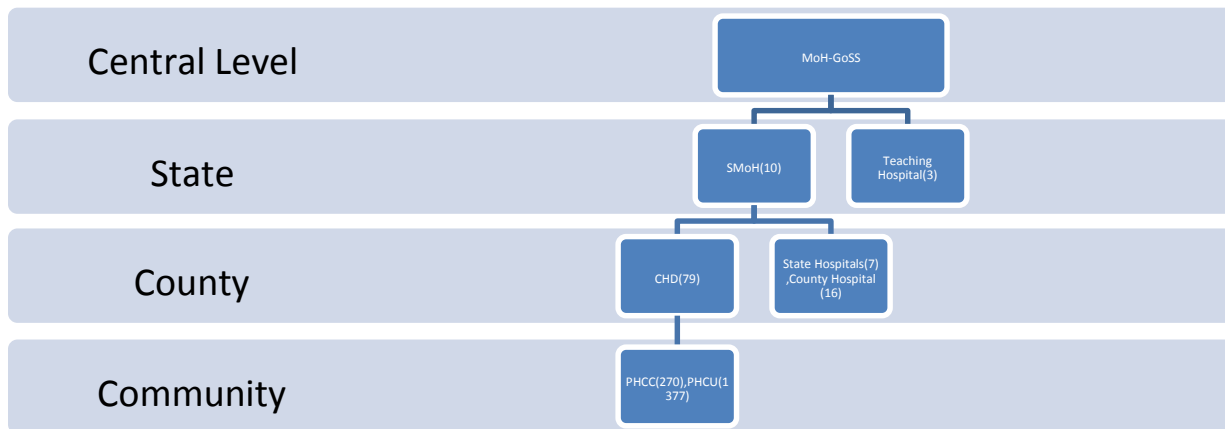 Central Level
MoH-GoSS
State
SMoH(10)
Teaching
Hospital(3)
County
CHD(79)
State Hospitals(7)
,County Hospital
(16)
Community
PHCC(270),PHCU(1
377)